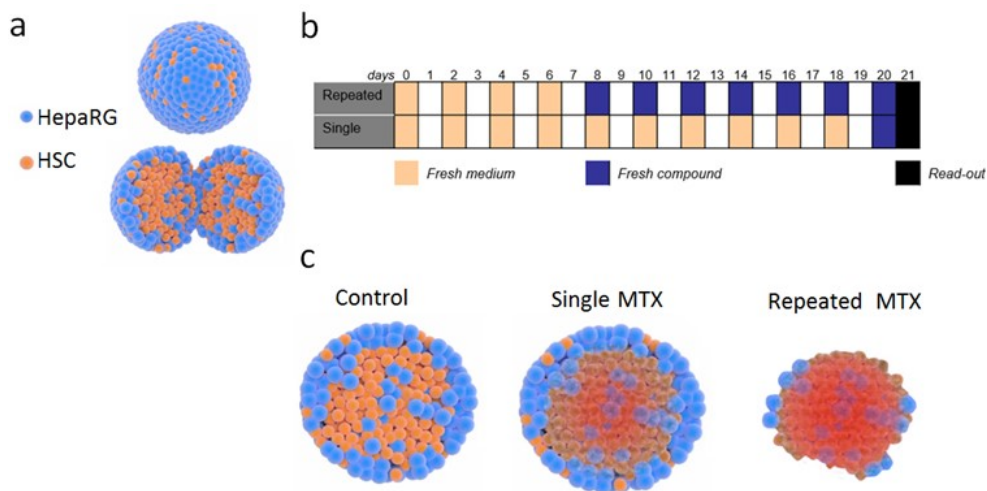 a
HepaRG
HSC
b
days 0 1 2 3 4 5 6 7 8 9 10 11 12 13 14 15 16 17 18 19 20 21
Repeated
Single
Fresh medium Fresh compound Read-out
c
Control Single MTX Repeated MTX